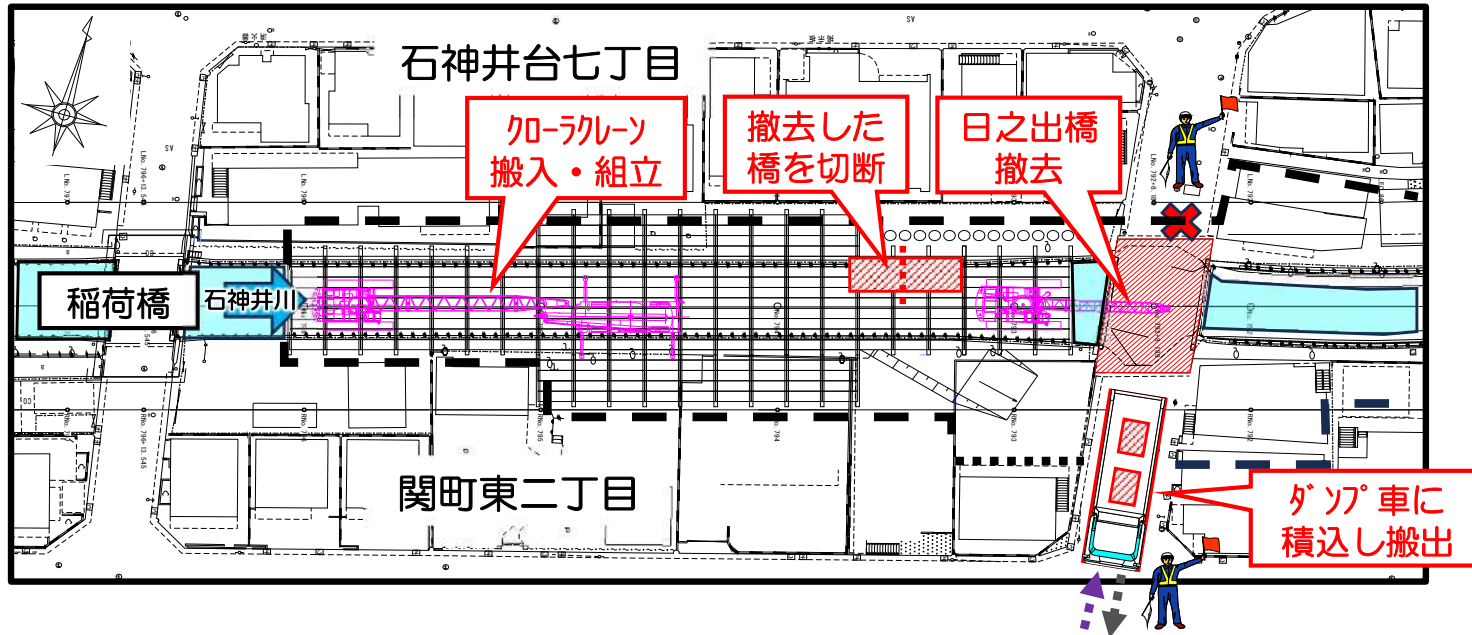 石神井台七丁目
クローラクレーン
搬入・組立
撤去した
橋を切断
日之出橋
撤去
稲荷橋
石神井川
関町東二丁目
ダンプ車に
積込し搬出
AS
AS